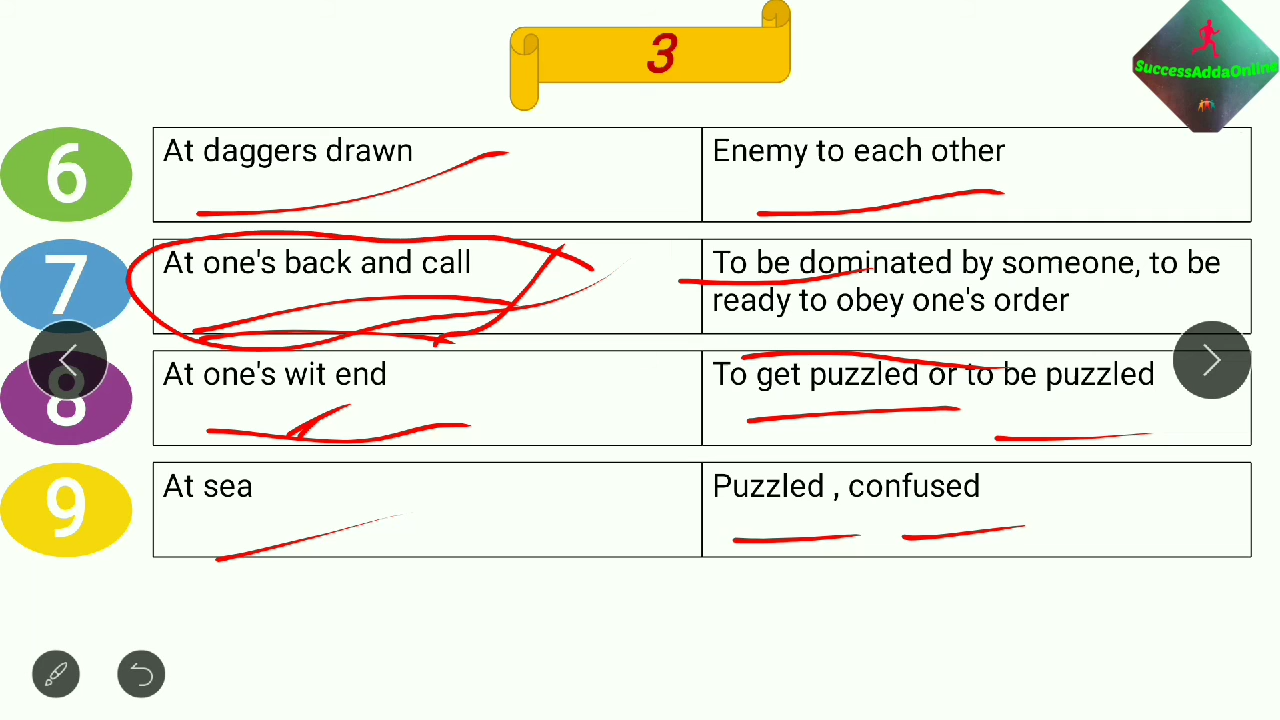 3
SuccessAddaOnline
6
At daggers drawn
Enemy to each other
7
At one's back and call
To be dominated by someone, to be
ready to obey one's order
8
At one's wit end
To get puzzled or to be puzzled
9
At sea
Puzzled , confused